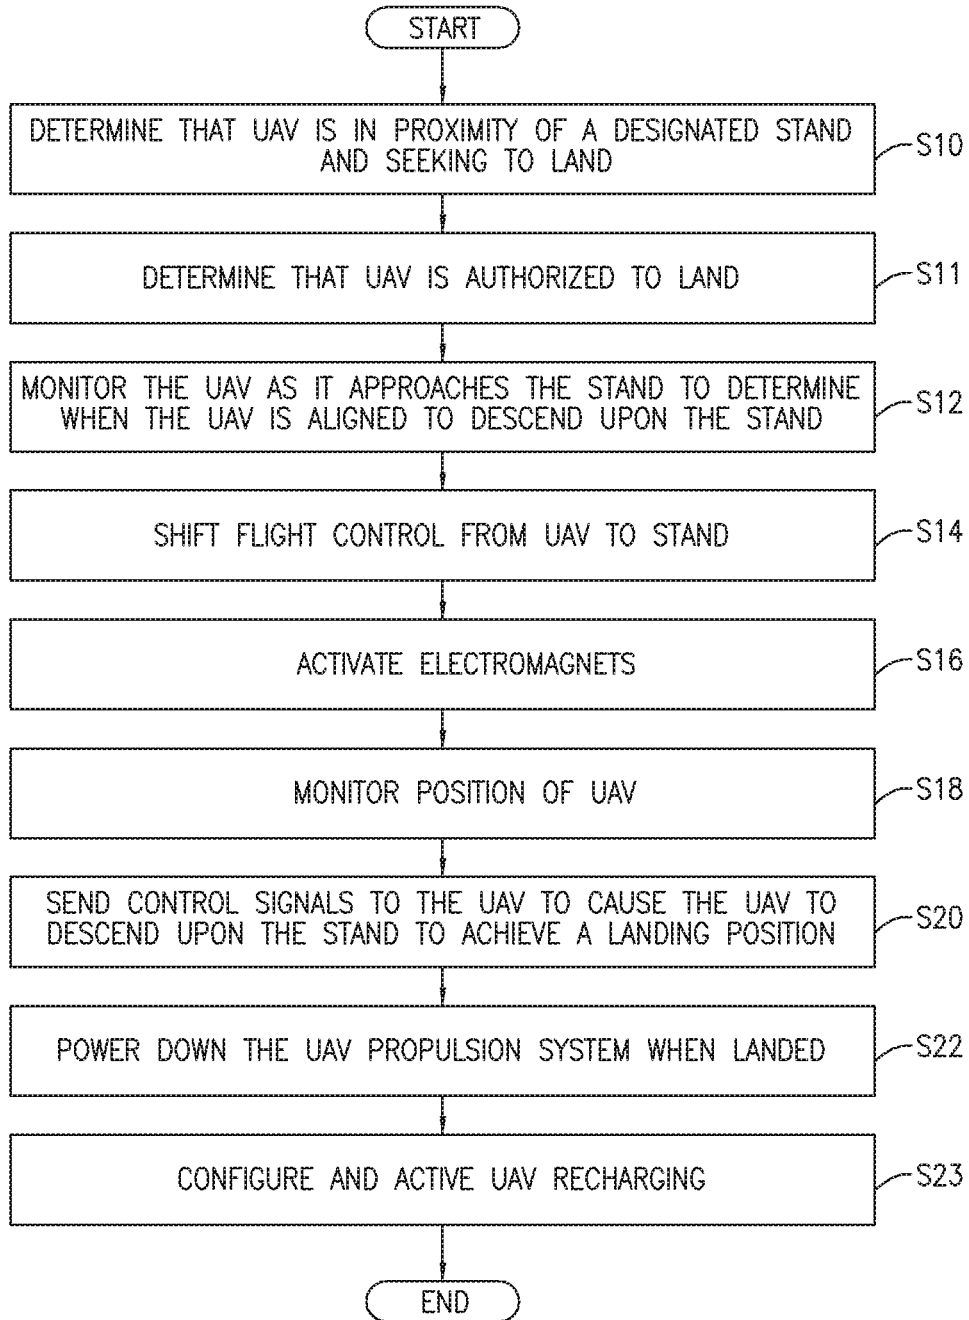 START
DETERMINE THAT UAV IS IN PROXIMITY OF A DESIGNATED STAND
AND SEEKING TO LAND
S10
DETERMINE THAT UAV IS AUTHORIZED TO LAND
S11
MONITOR THE UAV AS IT APPROACHES THE STAND TO DETERMINE
WHEN THE UAV IS ALIGNED TO DESCEND UPON THE STAND
S12
SHIFT FLIGHT CONTROL FROM UAV TO STAND
S14
ACTIVATE ELECTROMAGNETS
S16
MONITOR POSITION OF UAV
S18
SEND CONTROL SIGNALS TO THE UAV TO CAUSE THE UAV TO
DESCEND UPON THE STAND TO ACHIEVE A LANDING POSITION
S20
POWER DOWN THE UAV PROPULSION SYSTEM WHEN LANDED
S22
CONFIGURE AND ACTIVE UAV RECHARGING
S23
END